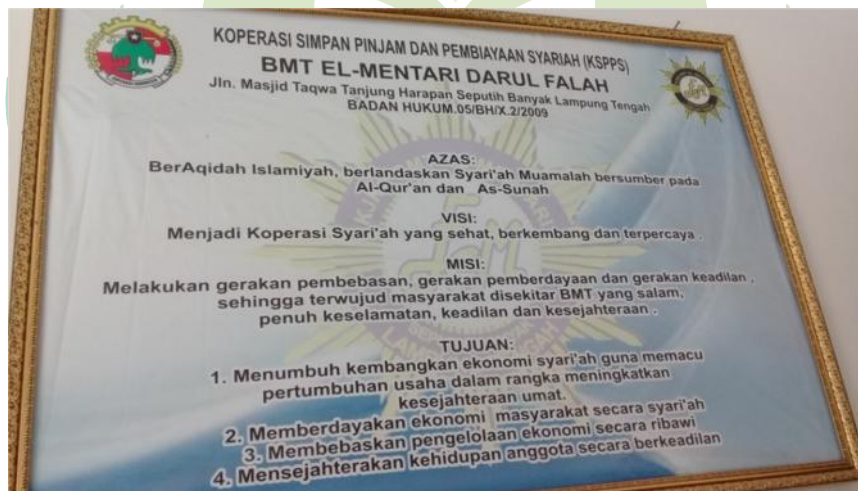 KOPERASI SIMPAN PINJAM DAN PEMBIAYAAN SYARIAH (KSPPS)
BMT EL-MENTARI DARUL FALAH
Jln. Masjid Taqwa Tanjung Harapan Seputih Banyak Lampung Tengah
BADAN HUKUM.05/BH/X.2/2009
AZAS:
BerAqidah Islamiyah, berlandaskan Syari'ah Muamalah bersumber pada
Al-Qur'an dan As-Sunah
VISI:
Menjadi Koperasi Syari'ah yang sehat, berkembang dan terpercaya .
MISI:
Melakukan gerakan pembebasan, gerakan pemberdayaan dan gerakan keadilan ,
sehingga terwujud masyarakat disekitar BMT yang salam,
penuh keselamatan, keadilan dan kesejahteraan .
TUJUAN:
1. Menumbuh kembangkan ekonomi syari'ah guna memacu
pertumbuhan usaha dalam rangka meningkatkan
kesejahteraan umat.
2. Memberdayakan ekonomi masyarakat secara syari'ah
3. Membebaskan pengelolaan ekonomi secara ribawi
4. Mensejahterakan kehidupan anggota secara berkeadilan